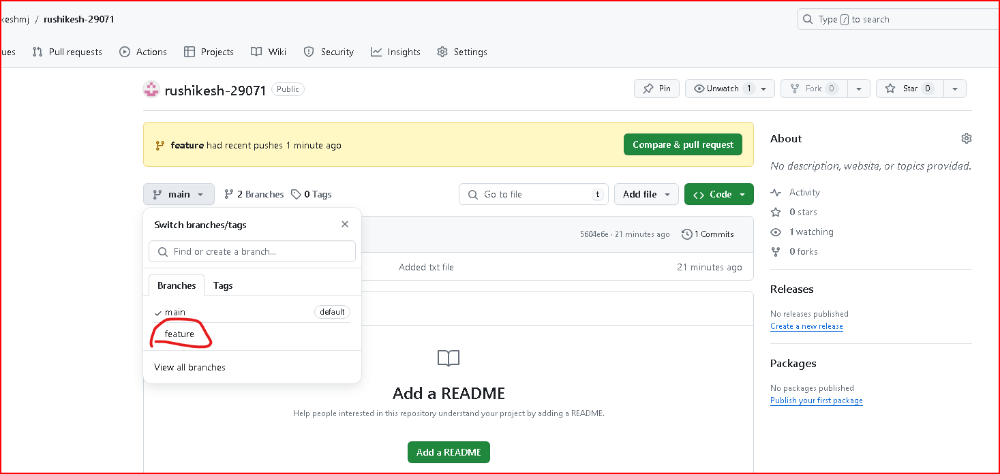 keshmj / rushikesh-29071
Type / to search
ues Pull requests Actions Projects Wiki Security Insights Settings
rushikesh-29071 Public
Pin Unwatch 1 Fork 0 Star 0
feature had recent pushes 1 minute ago
Compare & pull request
main 2 Branches 0 Tags
Go to file t
Add file
Code
Switch branches/tags
Find or create a branch...
Branches Tags
main default
feature
View all branches
5604e6e · 21 minutes ago 1 Commits
Added txt file 21 minutes ago
Add a README
Help people interested in this repository understand your project by adding a README.
Add a README
About
No description, website, or topics provided.
Activity
0 stars
1 watching
0 forks
Releases
No releases published
Create a new release
Packages
No packages published
Publish your first package